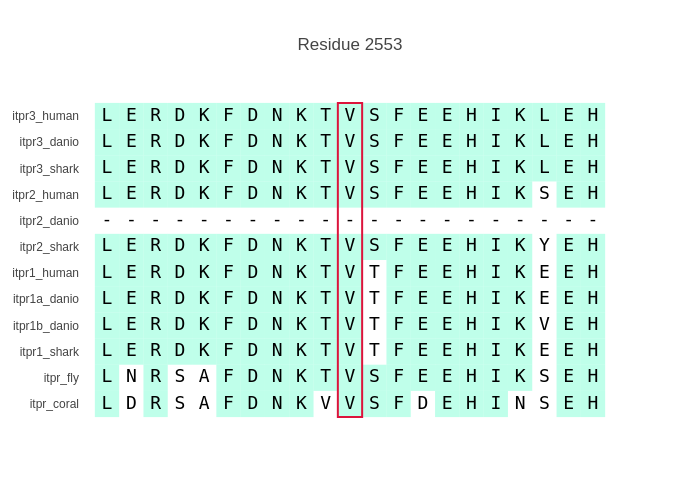 Residue 2553
itpr3_human L E R D K F D N K T V S F E E H I K L E H
itpr3_danio L E R D K F D N K T V S F E E H I K L E H
itpr3_shark L E R D K F D N K T V S F E E H I K L E H
itpr2_human L E R D K F D N K T V S F E E H I K S E H
itpr2_danio - - - - - - - - - - - - - - - - - - - - -
itpr2_shark L E R D K F D N K T V S F E E H I K Y E H
itpr1_human L E R D K F D N K T V T F E E H I K E E H
itpr1a_danio L E R D K F D N K T V T F E E H I K E E H
itpr1b_danio L E R D K F D N K T V T F E E H I K V E H
itpr1_shark L E R D K F D N K T V T F E E H I K E E H
itpr_fly L N R S A F D N K T V S F E E H I K S E H
itpr_coral L D R S A F D N K V V S F D E H I N S E H